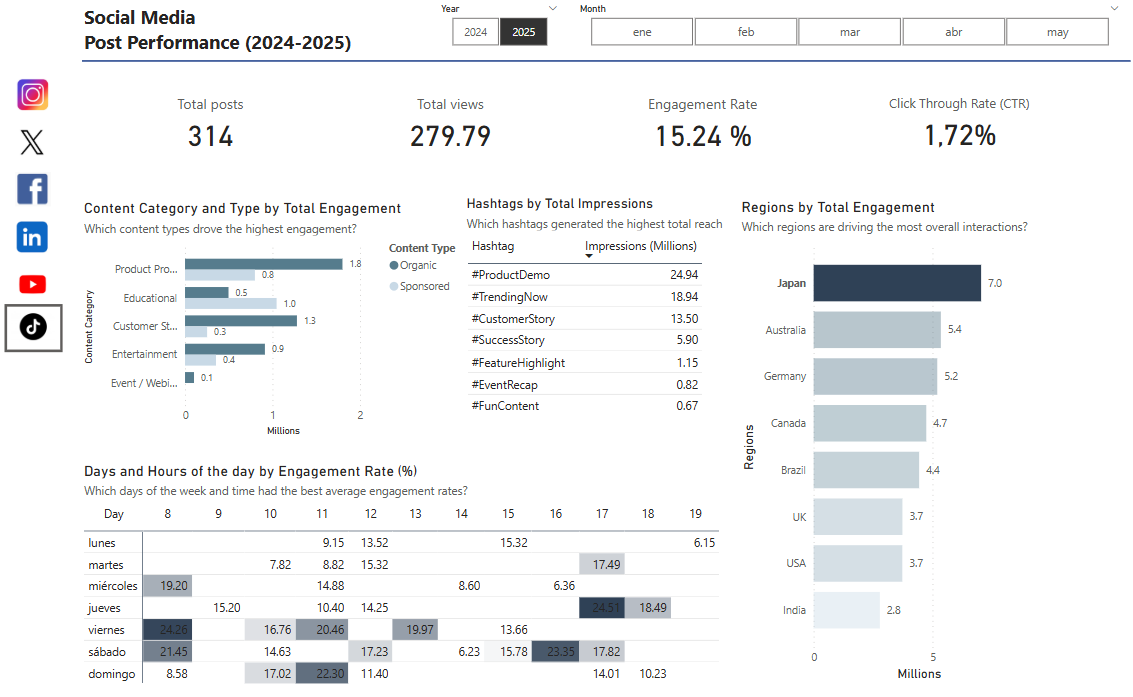 Social Media
Post Performance (2024-2025)
Year
2024 2025
Month
ene feb mar abr may
Total posts
314
Total views
279.79
Engagement Rate
15.24 %
Click Through Rate (CTR)
1,72%
Content Category and Type by Total Engagement
Which content types drove the highest engagement?
Content Type
Organic
Sponsored
Content Category
Product Pro... 1.8 0.8
Educational 0.5 1.0
Customer St... 1.3 0.3
Entertainment 0.9 0.4
Event / Webi... 0.1
0 1 2
Millions
Hashtags by Total Impressions
Which hashtags generated the highest total reach
Hashtag Impressions (Millions)
#ProductDemo 24.94
#TrendingNow 18.94
#CustomerStory 13.50
#SuccessStory 5.90
#FeatureHighlight 1.15
#EventRecap 0.82
#FunContent 0.67
Regions by Total Engagement
Which regions are driving the most overall interactions?
Regions
Japan 7.0
Australia 5.4
Germany 5.2
Canada 4.7
Brazil 4.4
UK 3.7
USA 3.7
India 2.8
0 5
Millions
Days and Hours of the day by Engagement Rate (%)
Which days of the week and time had the best average engagement rates?
Day 8 9 10 11 12 13 14 15 16 17 18 19
lunes 9.15 13.52 15.32 6.15
martes 7.82 8.82 15.32 17.49
miércoles 19.20 14.88 8.60 6.36
jueves 15.20 10.40 14.25 24.51 18.49
viernes 24.26 16.76 20.46 19.97 13.66
sábado 21.45 14.63 17.23 6.23 15.78 23.35 17.82
domingo 8.58 17.02 22.30 11.40 14.01 10.23